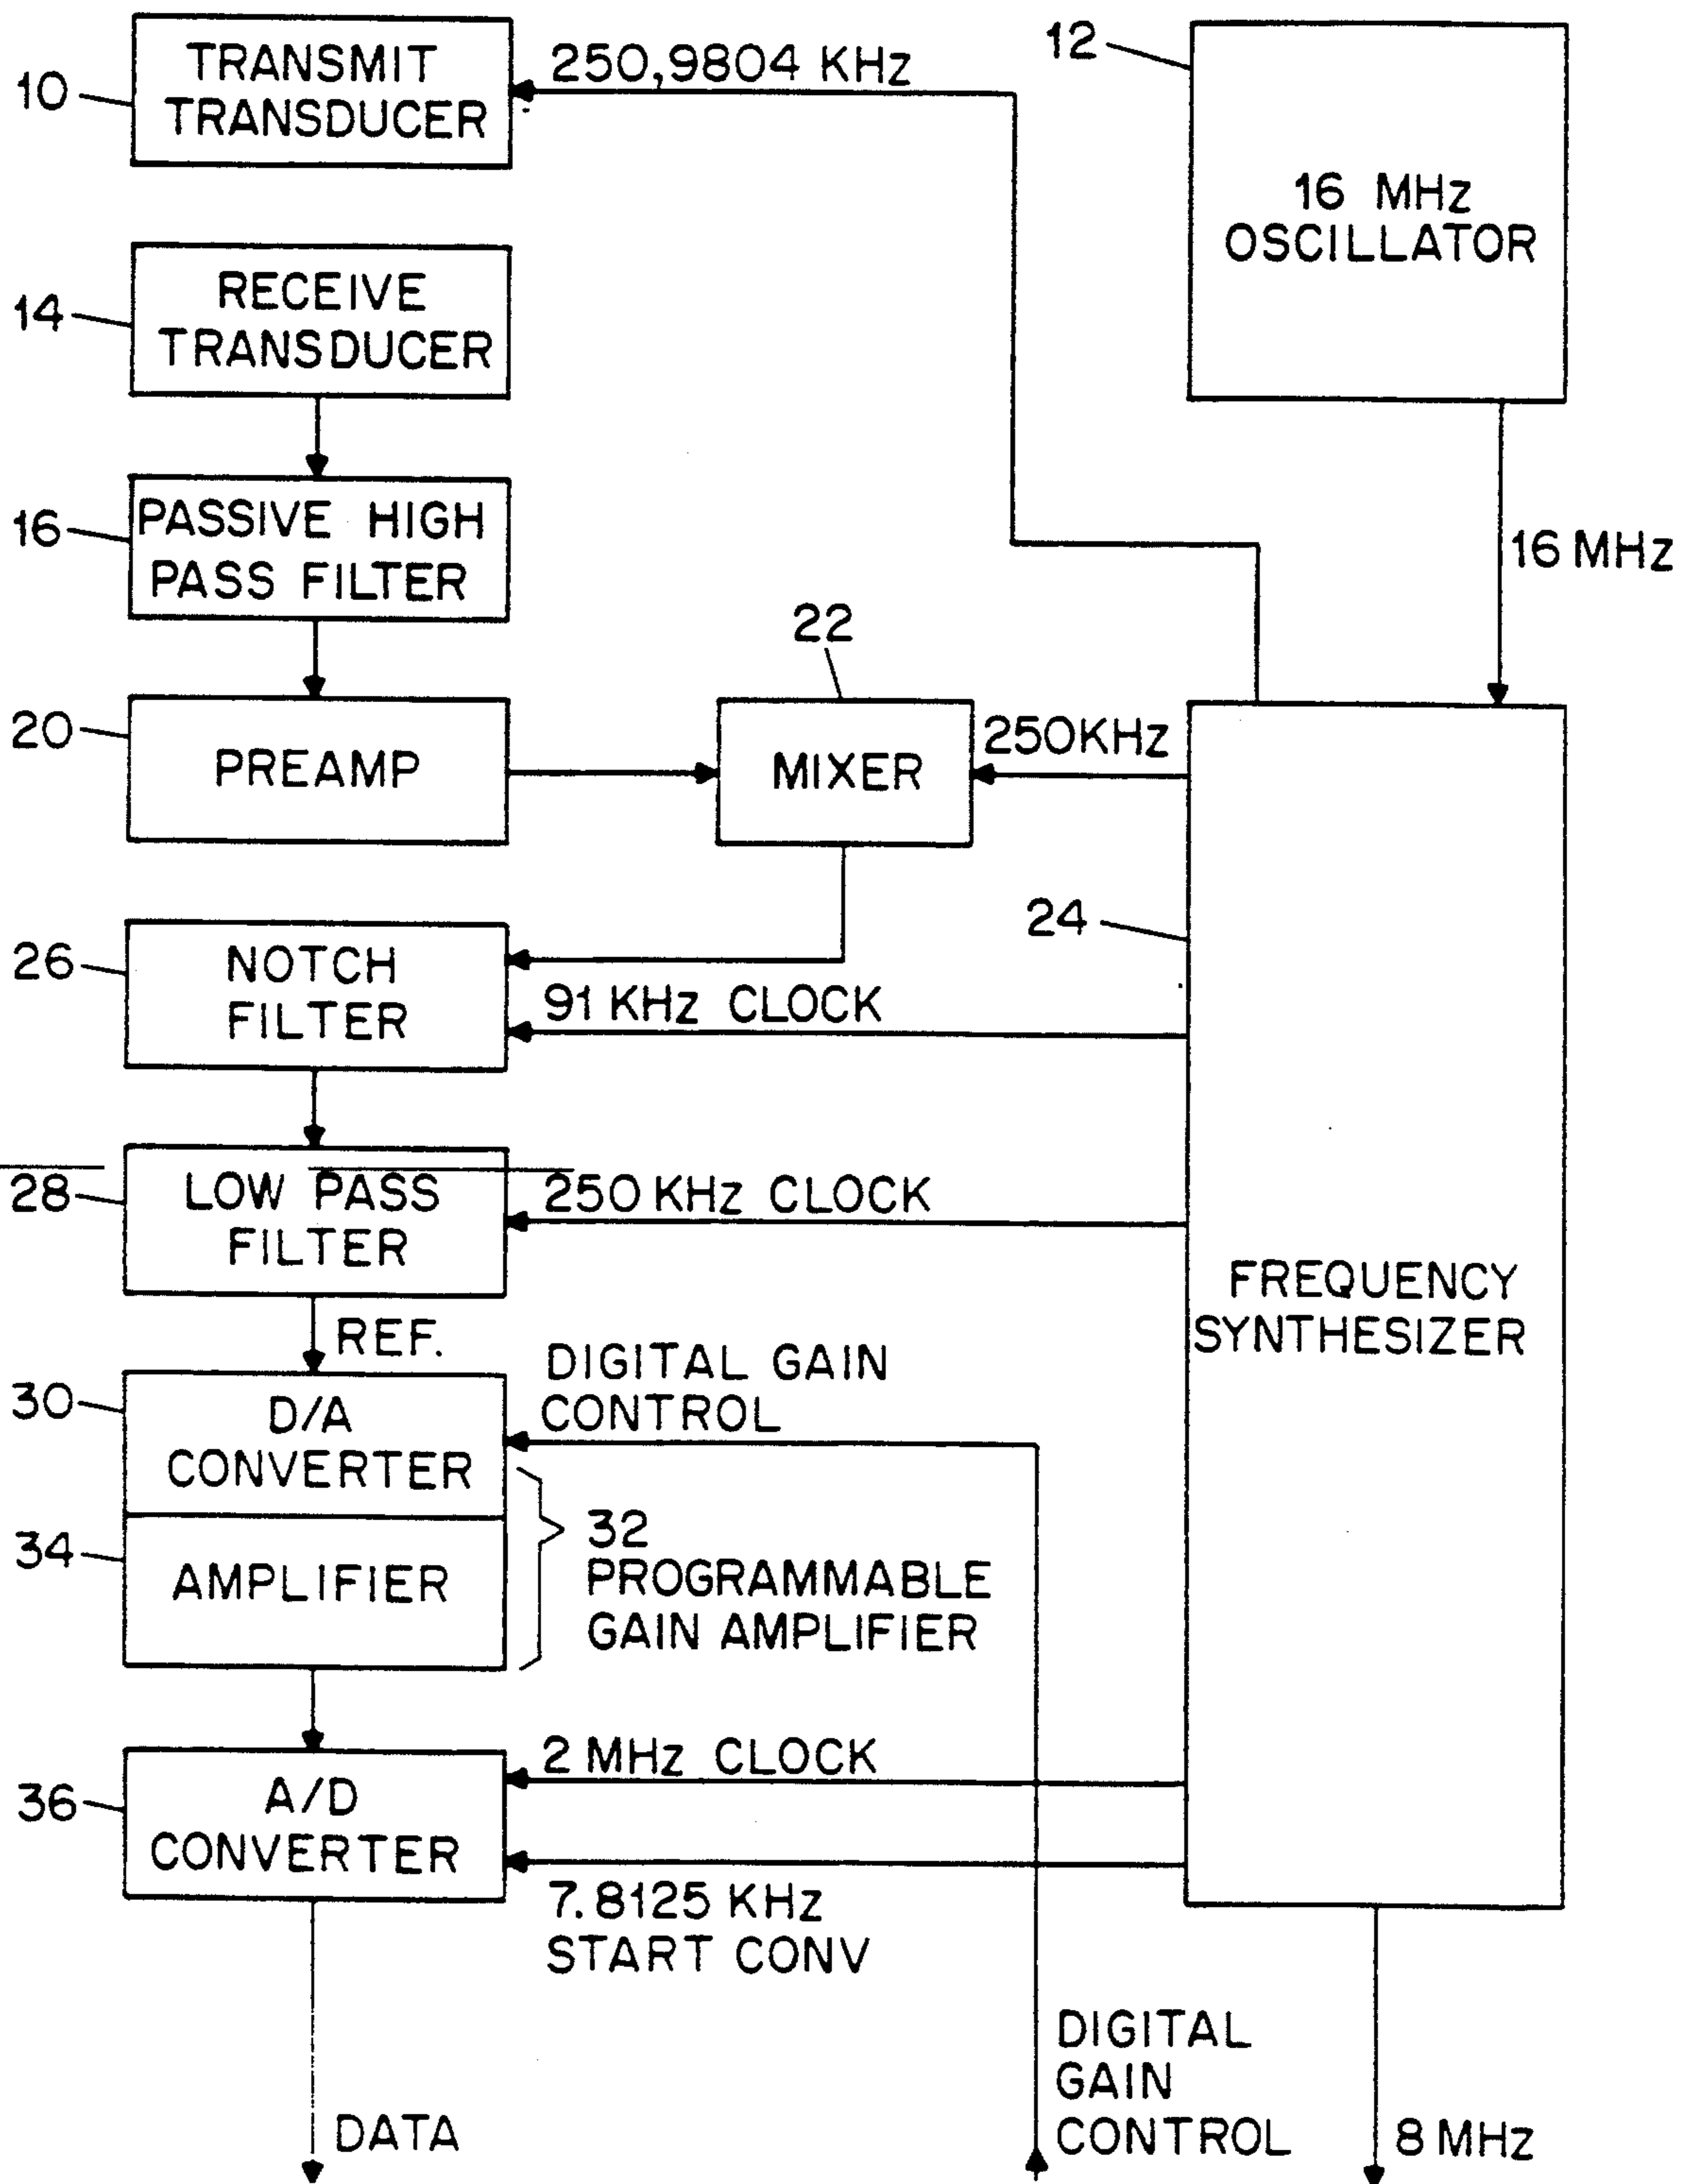 10
TRANSMIT
TRANSDUCER
250,9804 KHz
12
16 MHz
OSCILLATOR
14
RECEIVE
TRANSDUCER
16
PASSIVE HIGH
PASS FILTER
16 MHz
20
PREAMP
22
MIXER
250KHz
24
26
NOTCH
FILTER
91 KHz CLOCK
28
LOW PASS
FILTER
250 KHz CLOCK
FREQUENCY
SYNTHESIZER
REF.
30
D/A
CONVERTER
DIGITAL GAIN
CONTROL
34
AMPLIFIER
32
PROGRAMMABLE
GAIN AMPLIFIER
36
A/D
CONVERTER
2 MHz CLOCK
7.8125 KHz
START CONV
DATA
DIGITAL
GAIN
CONTROL
8 MHz